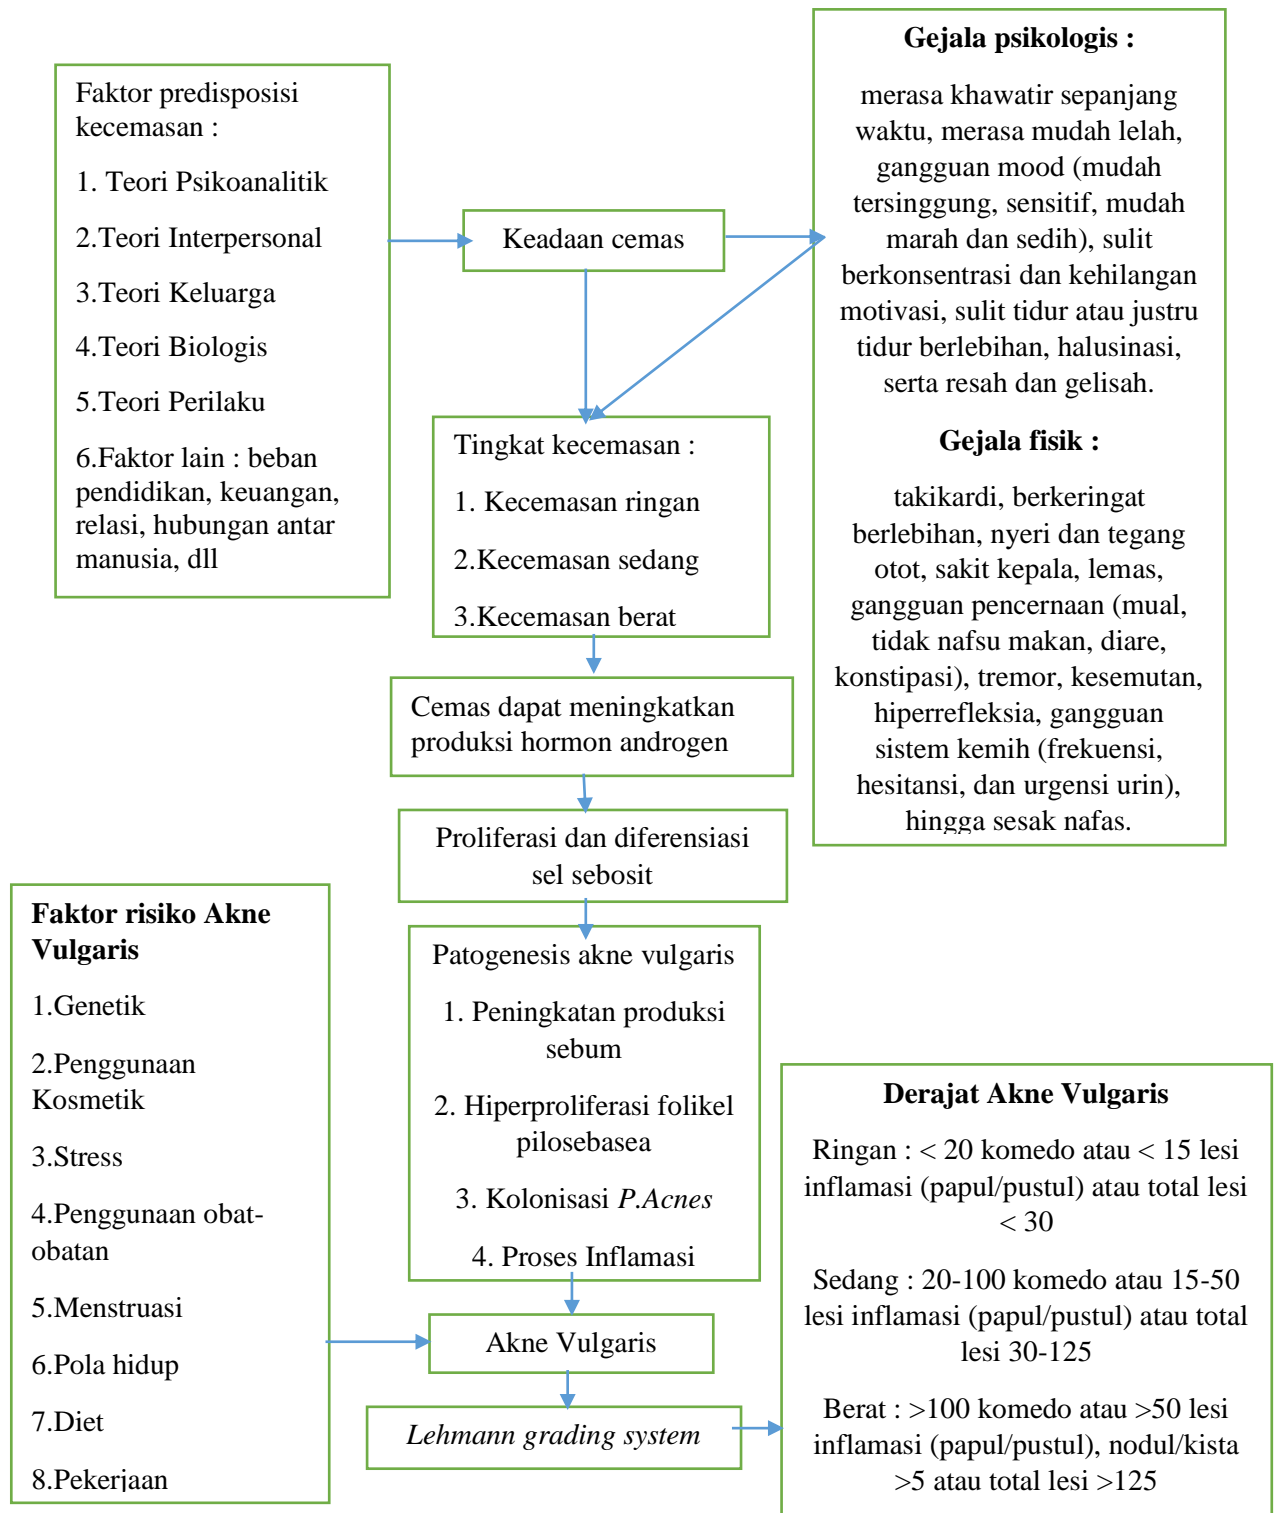 Faktor predisposisi
kecemasan :
1. Teori Psikoanalitik
2.Teori Interpersonal
3.Teori Keluarga
4.Teori Biologis
5.Teori Perilaku
6.Faktor lain : beban
pendidikan, keuangan,
relasi, hubungan antar
manusia, dll
Keadaan cemas
Gejala psikologis :
merasa khawatir sepanjang
waktu, merasa mudah lelah,
gangguan mood (mudah
tersinggung, sensitif, mudah
marah dan sedih), sulit
berkonsentrasi dan kehilangan
motivasi, sulit tidur atau justru
tidur berlebihan, halusinasi,
serta resah dan gelisah.
Gejala fisik :
takikardi, berkeringat
berlebihan, nyeri dan tegang
otot, sakit kepala, lemas,
gangguan pencernaan (mual,
tidak nafsu makan, diare,
konstipasi), tremor, kesemutan,
hiperrefleksia, gangguan
sistem kemih (frekuensi,
hesitansi, dan urgensi urin),
hingga sesak nafas.
Tingkat kecemasan :
1. Kecemasan ringan
2.Kecemasan sedang
3.Kecemasan berat
Cemas dapat meningkatkan
produksi hormon androgen
Proliferasi dan diferensiasi
sel sebosit
Patogenesis akne vulgaris
1. Peningkatan produksi
sebum
2. Hiperproliferasi folikel
pilosebasea
3. Kolonisasi P.Acnes
4. Proses Inflamasi
Faktor risiko Akne
Vulgaris
1.Genetik
2.Penggunaan
Kosmetik
3.Stress
4.Penggunaan obat-
obatan
5.Menstruasi
6.Pola hidup
7.Diet
8.Pekerjaan
Akne Vulgaris
Lehmann grading system
Derajat Akne Vulgaris
Ringan : < 20 komedo atau < 15 lesi
inflamasi (papul/pustul) atau total lesi
< 30
Sedang : 20-100 komedo atau 15-50
lesi inflamasi (papul/pustul) atau total
lesi 30-125
Berat : >100 komedo atau >50 lesi
inflamasi (papul/pustul), nodul/kista
>5 atau total lesi >125